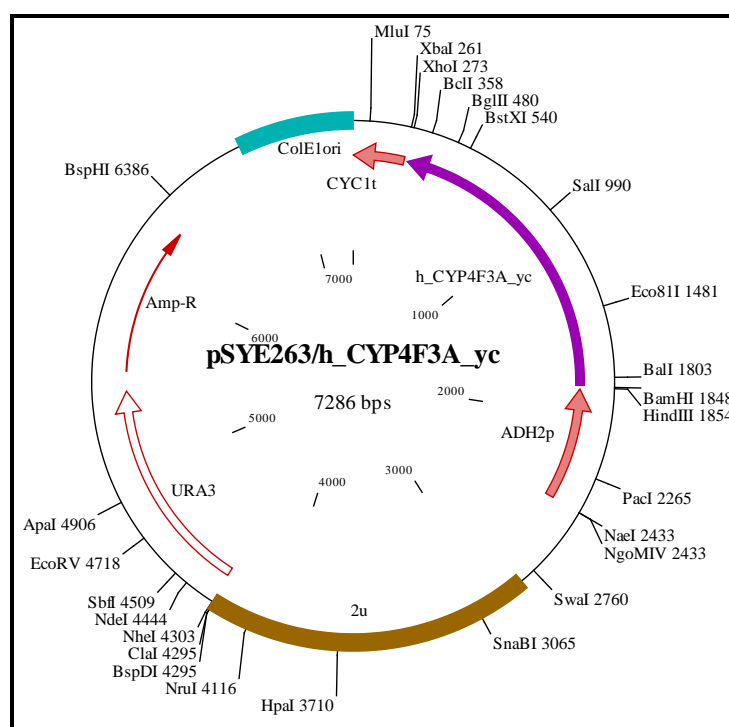 MluI 75
XbaI 261
XhoI 273
BclI 358
BglII 480
BstXI 540
ColE1ori
CYC1t
BspHI 6386
SalI 990
7000
h_CYP4F3A_yc
1000
Eco81I 1481
Amp-R
6000
pSYE263/h_CYP4F3A_yc
BalI 1803
BamHI 1848
HindIII 1854
7286 bps
2000
ADH2p
5000
3000
4000
URA3
PacI 2265
ApaI 4906
NaeI 2433
NgoMIV 2433
EcoRV 4718
SwaI 2760
SbfI 4509
NdeI 4444
NheI 4303
ClaI 4295
BspDI 4295
NruI 4116
2u
SnaBI 3065
HpaI 3710